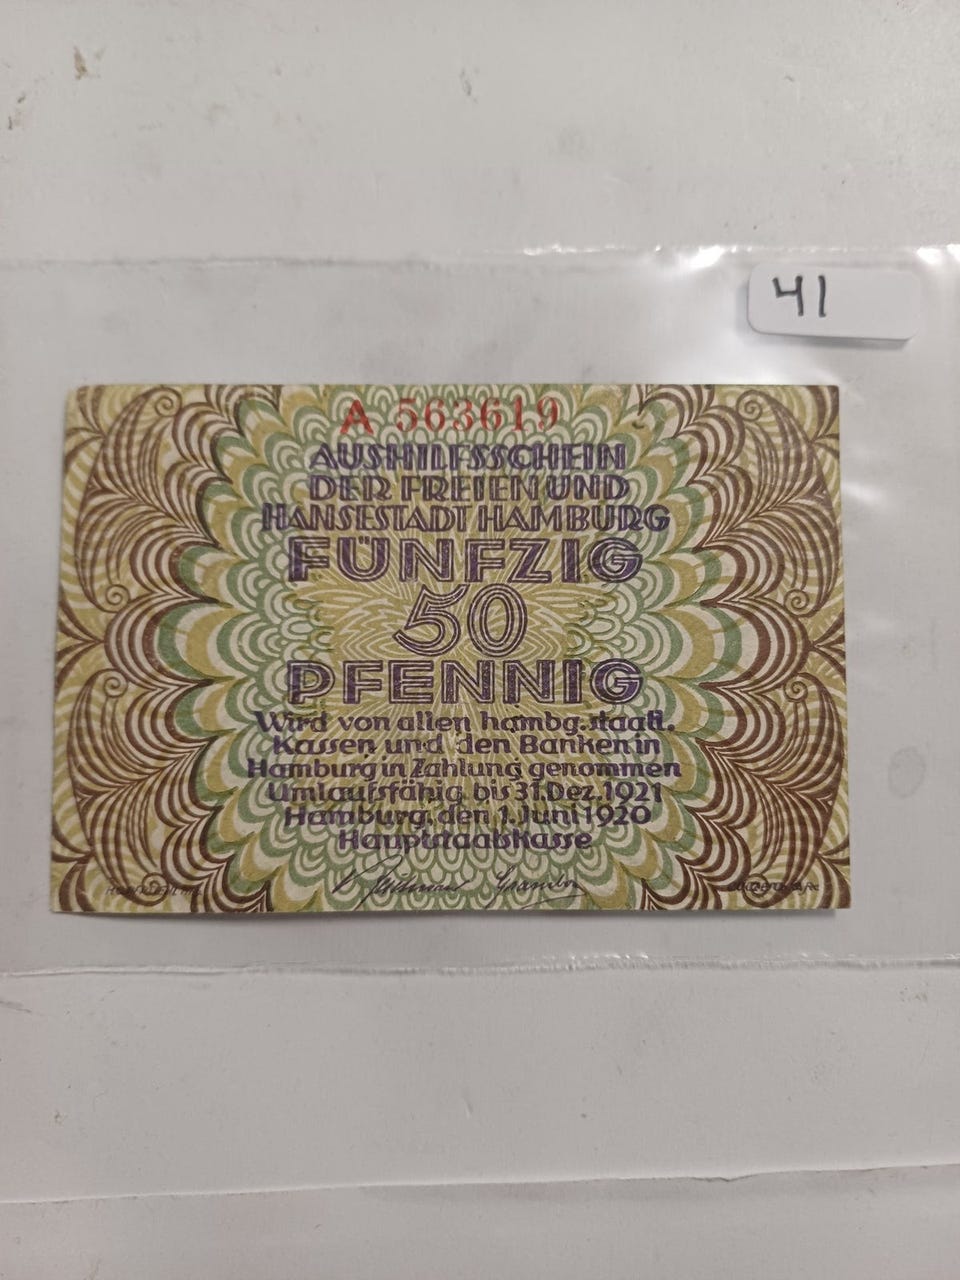 41
A 563619
AUSHILFSSCHEIN
DER FREIEN UND
HANSESTADT HAMBURG
FÜNFZIG
50
PFENNIG
Wird von allen hambg. staatl.
Kassen und den Banken in
Hamburg in Zahlung genommen
Umlaufsfähig bis 31. Dez. 1921
Hamburg, den 1. Juni 1920
Hauptstaatskasse